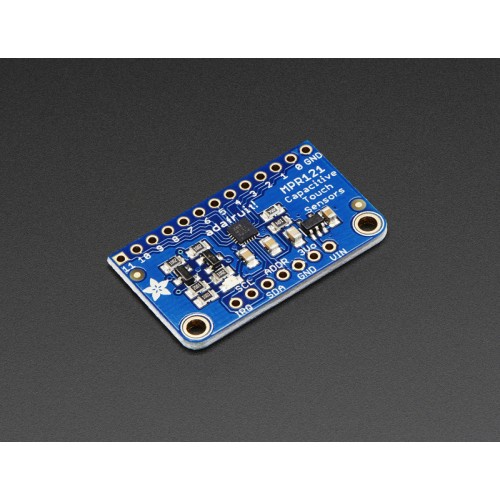 11 10 9 8 7 6 5 4 3 2 1 0 GND
MPR121
Capacitive
Touch
Sensors
adafruit!
IRQ SCL SDA ADDR GND 3Vo VIN